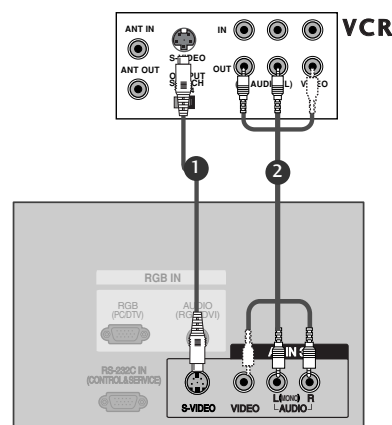 ANT IN
IN
VCR
S-VIDEO
ANT OUT
OUT
1
2
RGB IN
RGB
(PC/DTV)
AUDIO
RS-232C IN
(CONTROL & SERVICE)
S-VIDEO
VIDEO
L(MONO) R
AUDIO